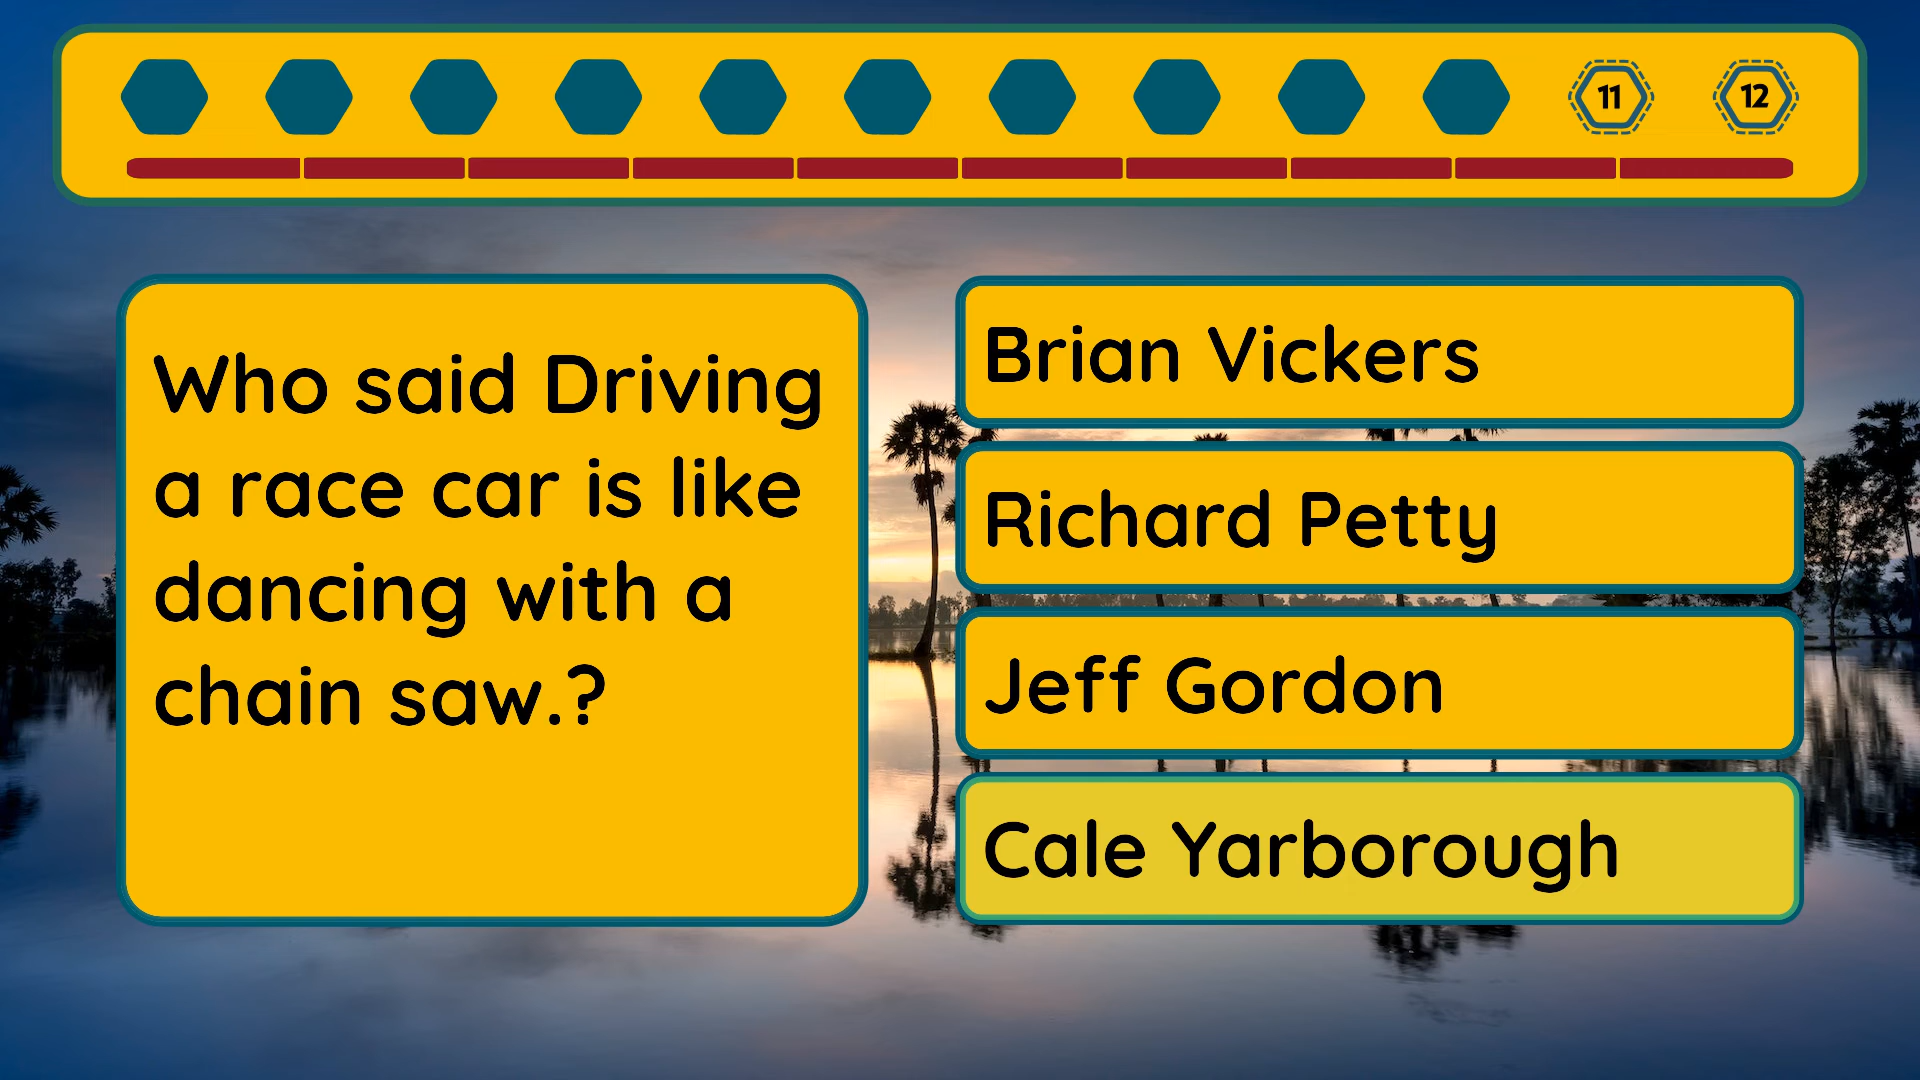 11
12
Who said Driving
a race car is like
dancing with a
chain saw.?
Brian Vickers
Richard Petty
Jeff Gordon
Cale Yarborough